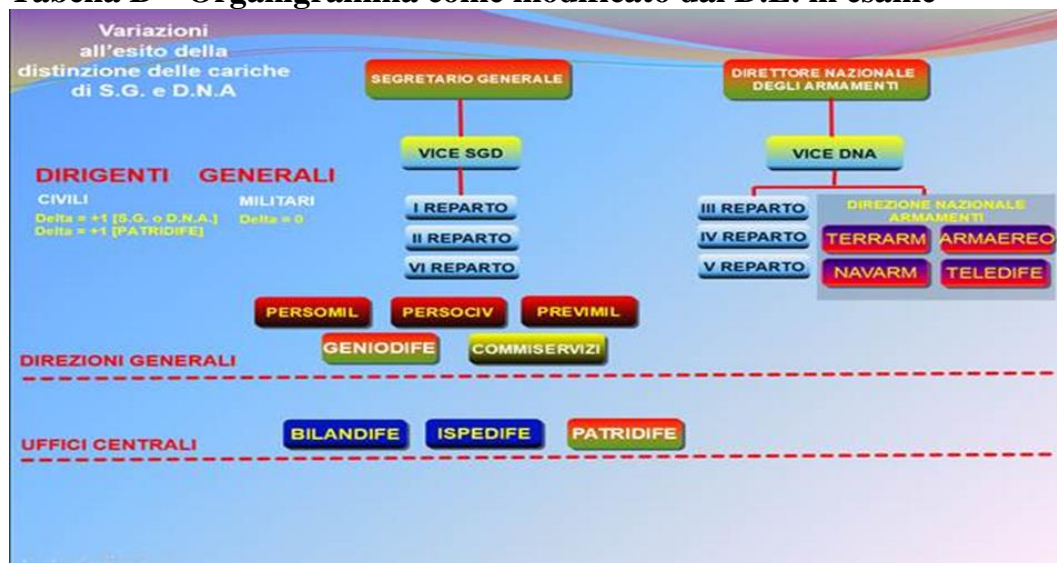 Tabella B – Organigramma come modificato dal D.L. in esame
Variazioni
all'esito della
distinzione delle cariche
di S.G. e D.N.A
SEGRETARIO GENERALE
DIRETTORE NAZIONALE
DEGLI ARMAMENTI
VICE SGD
VICE DNA
DIRIGENTI GENERALI
CIVILI
MILITARI
Delta = +1 [S.G. o D.N.A.]
Delta = 0
Delta = +1 [PATRIDIFE]
I REPARTO
II REPARTO
VI REPARTO
III REPARTO
IV REPARTO
V REPARTO
DIREZIONE NAZIONALE
ARMAMENTI
TERRARM
ARMAEREO
NAVARM
TELEDIFE
PERSOMIL
PERSOCIV
PREVIMIL
GENIODIFE
COMMISERVIZI
DIREZIONI GENERALI
BILANDIFE
ISPEDIFE
PATRIDIFE
UFFICI CENTRALI